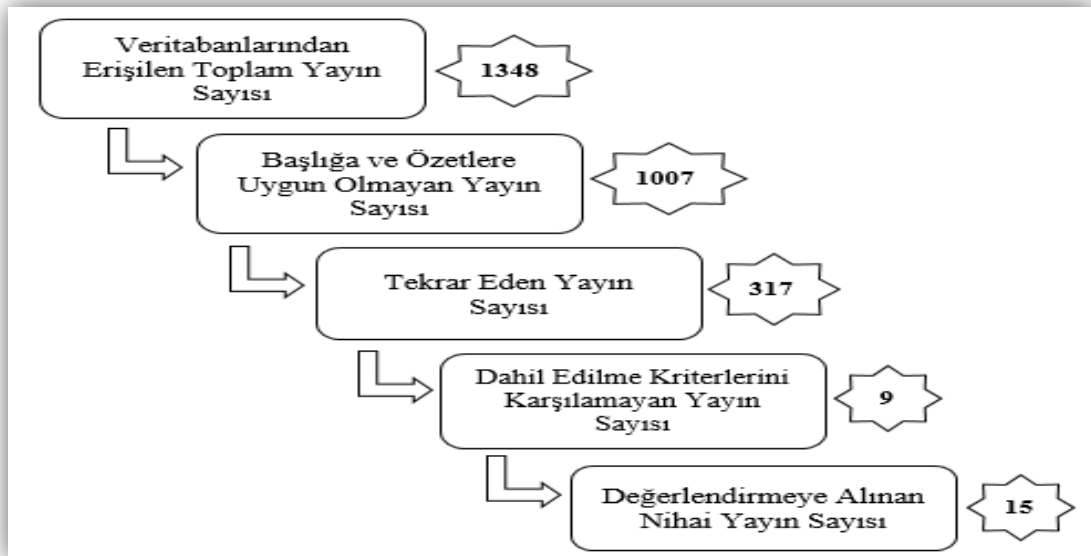 Veritabanlarından
Erişilen Toplam Yayın
Sayısı
1348
Başlığa ve Özetlere
Uygun Olmayan Yayın
Sayısı
1007
Tekrar Eden Yayın
Sayısı
317
Dahil Edilme Kriterlerini
Karşılamayan Yayın
Sayısı
9
Değerlendirmeye Alınan
Nihai Yayın Sayısı
15